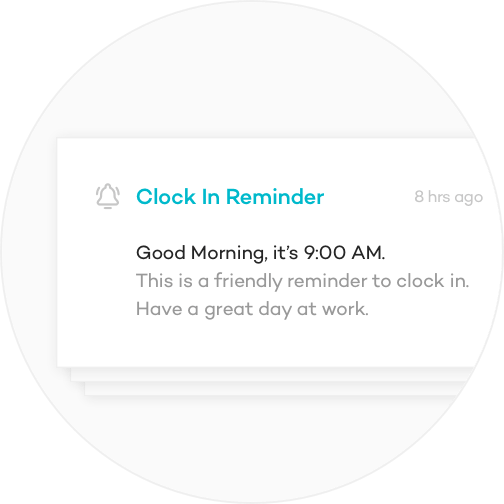 Clock In Reminder 8 hrs ago
Good Morning, it’s 9:00 AM.
This is a friendly reminder to clock in.
Have a great day at work.